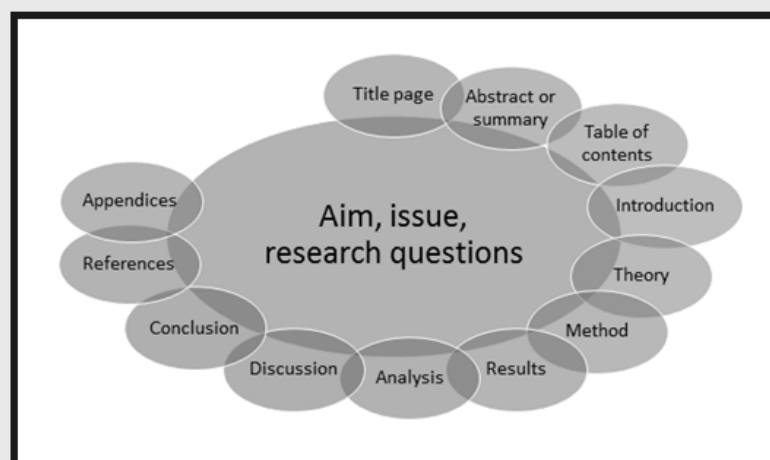 Title page
Abstract or
summary
Table of
contents
Introduction
Theory
Method
Results
Analysis
Discussion
Conclusion
References
Appendices
Aim, issue,
research questions